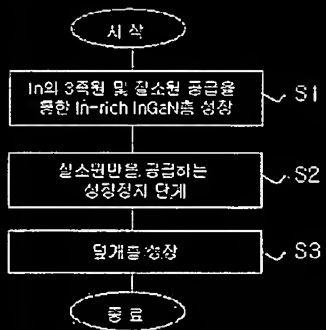 시 작
In의 3족원 및 질소원 공급을
통한 In-rich InGaN층 성장
S1
질소원만을 공급하는
성장정지 단계
S2
덮개층 성장
S3
종 료